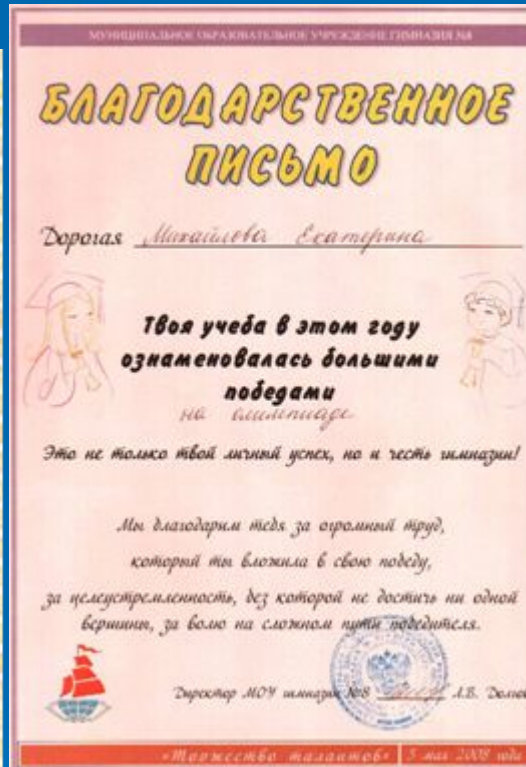 МУНИЦИПАЛЬНОЕ ОБРАЗОВАТЕЛЬНОЕ УЧРЕЖДЕНИЕ ГИМНАЗИЯ №8
БЛАГОДАРСТВЕННОЕ
ПИСЬМО
Дорогая Михайлова Екатерина
Твоя учеба в этом году
ознаменовалась большими
победами
на олимпиаде
Это не только твой личный успех, но и честь гимназии!
Мы благодарим тебя за огромный труд,
который ты вложила в свою победу,
за целеустремленность, без которой не достичь ни одной
вершины, за волю на сложном пути победителя.
Директор МОУ гимназии №8 Л.В.
«Торжество талантов» 5 мая 2008 года